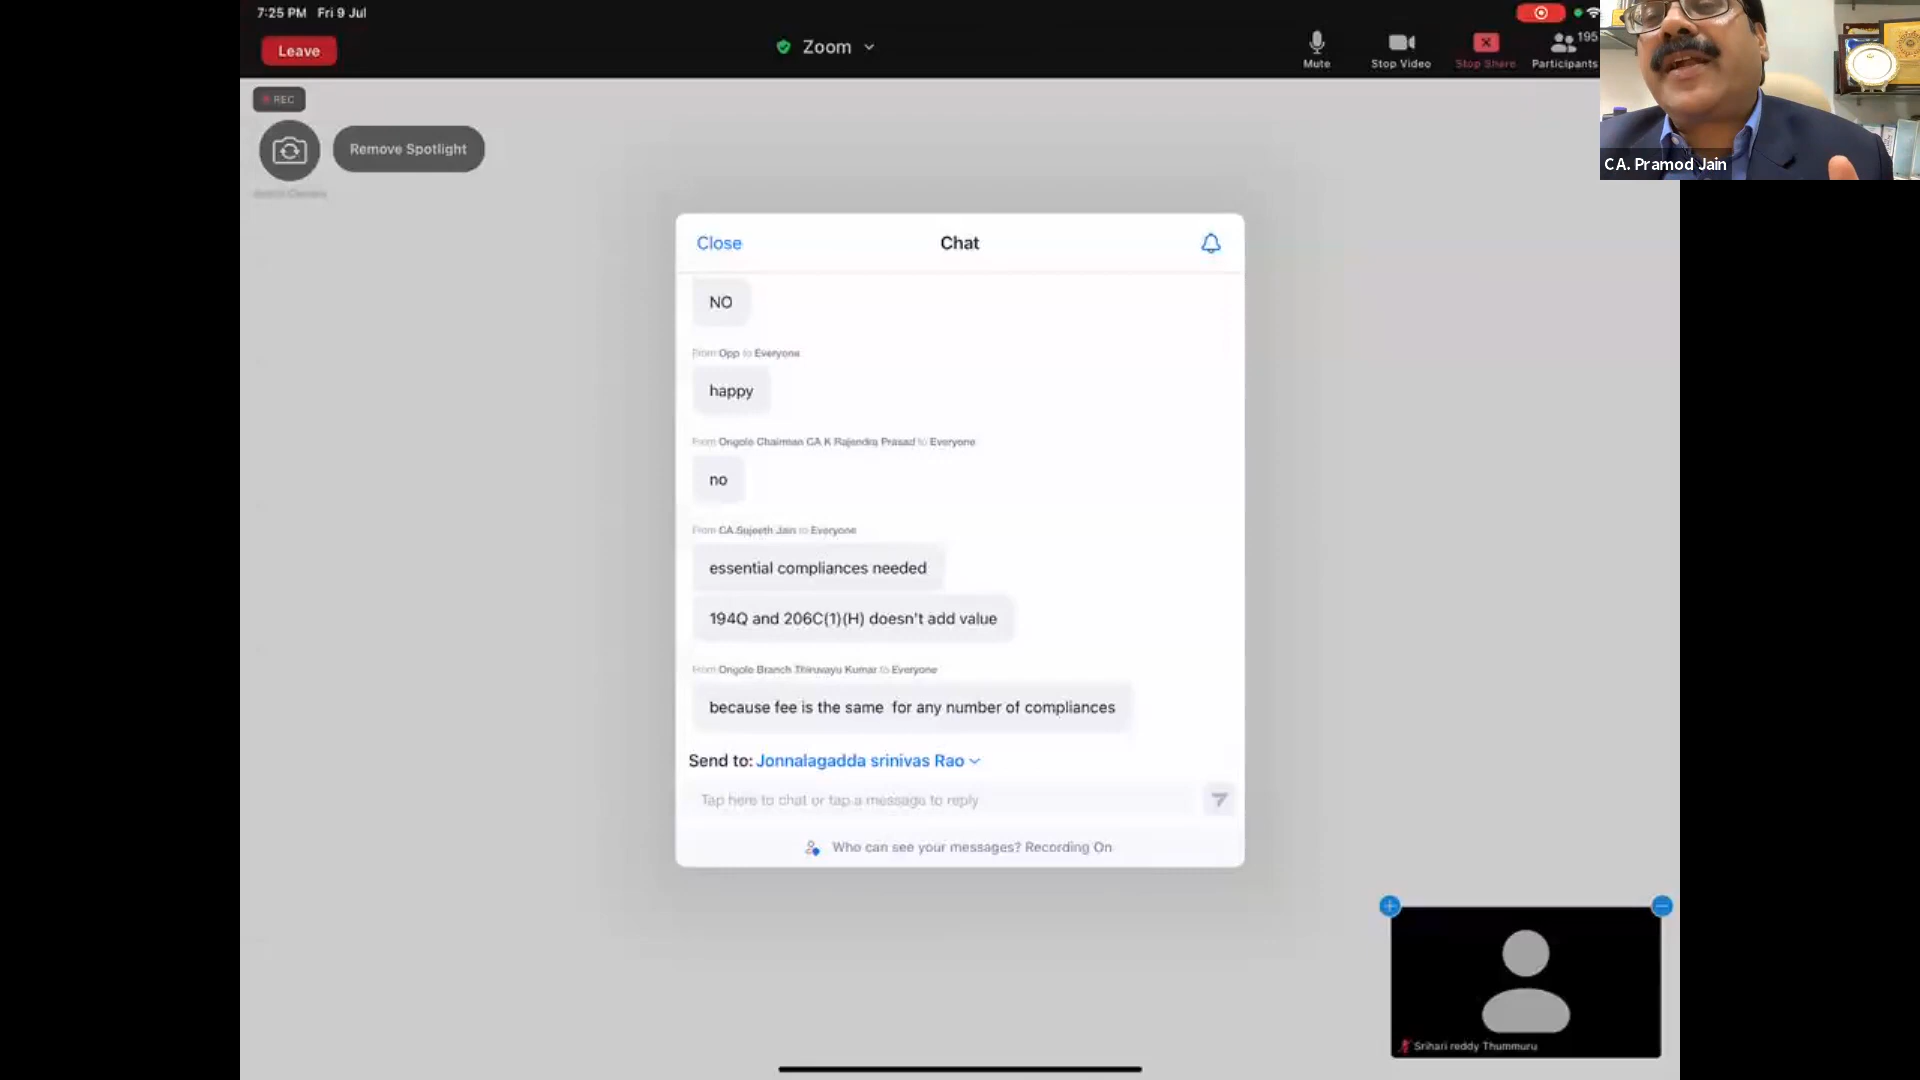 7:25 PM Fri 9 Jul
Leave
Zoom
Mute
Stop Video
Stop Share
Participants
195
CA. Pramod Jain
REC
Remove Spotlight
Close
Chat
NO
From Opp to Everyone
happy
From Ongole Chairman CA K Rajendra Prasad to Everyone
no
From CA.Sujeeth Jain to Everyone
essential compliances needed
194Q and 206C(1)(H) doesn't add value
From Ongole Branch Thiruvayu Kumar to Everyone
because fee is the same for any number of compliances
Send to: Jonnalagadda srinivas Rao
Tap here to chat or tap a message to reply
Who can see your messages? Recording On
Srihari reddy Thummuru